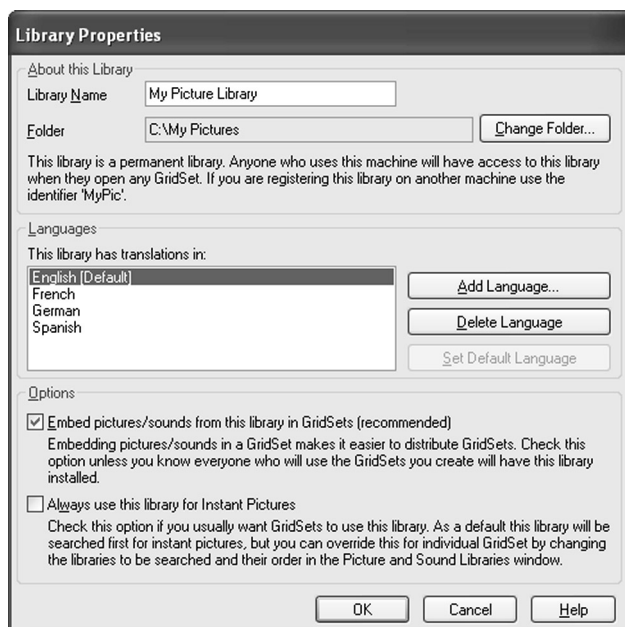 Library Properties
About this Library
Library Name
My Picture Library
Folder
C:\My Pictures
Change Folder...
This library is a permanent library. Anyone who uses this machine will have access to this library
when they open any GridSet. If you are registering this library on another machine use the
identifier 'MyPic'.
Languages
This library has translations in:
English [Default]
French
German
Spanish
Add Language...
Delete Language
Set Default Language
Options
Embed pictures/sounds from this library in GridSets (recommended)
Embedding pictures/sounds in a GridSet makes it easier to distribute GridSets. Check this
option unless you know everyone who will use the GridSets you create will have this library
installed.
Always use this library for Instant Pictures
Check this option if you usually want GridSets to use this library. As a default this library will be
searched first for instant pictures, but you can override this for individual GridSet by changing
the libraries to be searched and their order in the Picture and Sound Libraries window.
OK
Cancel
Help